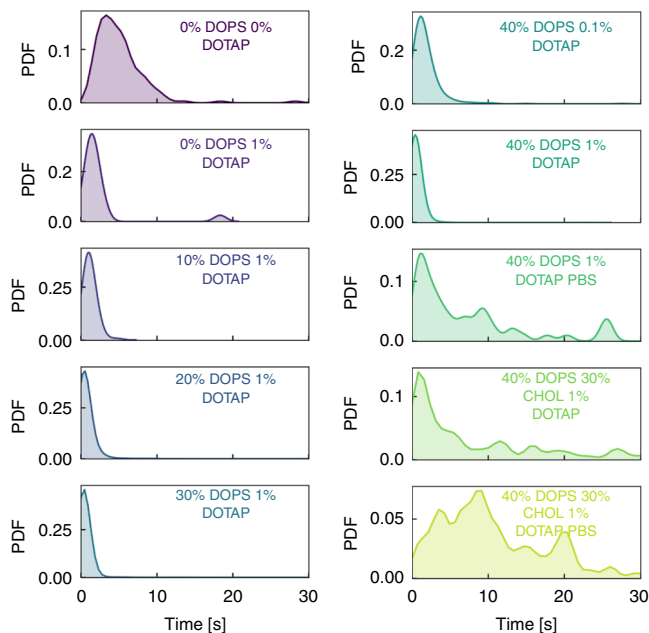 PDF
0.1
0.0
0% DOPS 0%
DOTAP
PDF
0.2
0.0
0% DOPS 1%
DOTAP
0 10 20 30
PDF
0.25
0.00
10% DOPS 1%
DOTAP
PDF
0.25
0.00
20% DOPS 1%
DOTAP
PDF
0.25
0.00
30% DOPS 1%
DOTAP
0 10 20 30
Time [s]
PDF
0.2
0.0
40% DOPS 0.1%
DOTAP
PDF
0.25
0.00
40% DOPS 1%
DOTAP
PDF
0.1
0.0
40% DOPS 1%
DOTAP PBS
PDF
0.1
0.0
40% DOPS 30%
CHOL 1%
DOTAP
PDF
0.05
0.00
40% DOPS 30%
CHOL 1%
DOTAP PBS
0 10 20 30
Time [s]